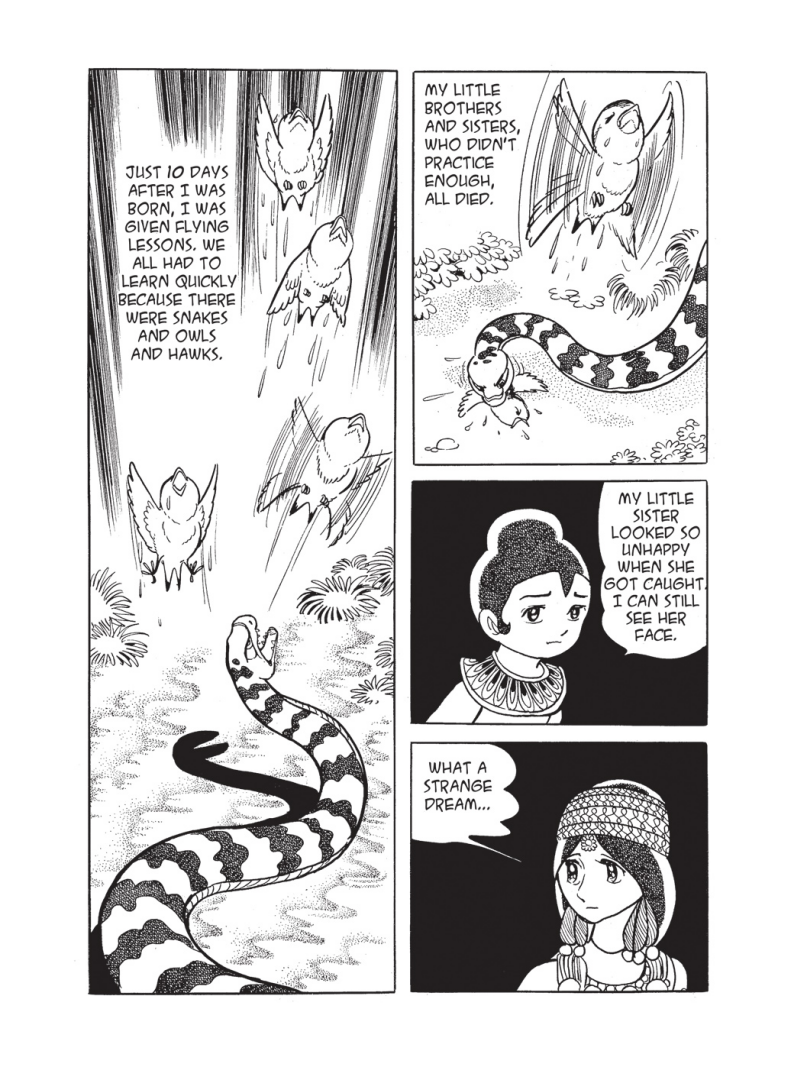 JUST 10 DAYS
AFTER I WAS
BORN, I WAS
GIVEN FLYING
LESSONS. WE
ALL HAD TO
LEARN QUICKLY
BECAUSE THERE
WERE SNAKES
AND OWLS
AND HAWKS.
MY LITTLE
BROTHERS
AND SISTERS,
WHO DIDN'T
PRACTICE
ENOUGH,
ALL DIED.
MY LITTLE
SISTER
LOOKED SO
UNHAPPY
WHEN SHE
GOT CAUGHT.
I CAN STILL
SEE HER
FACE.
WHAT A
STRANGE
DREAM...